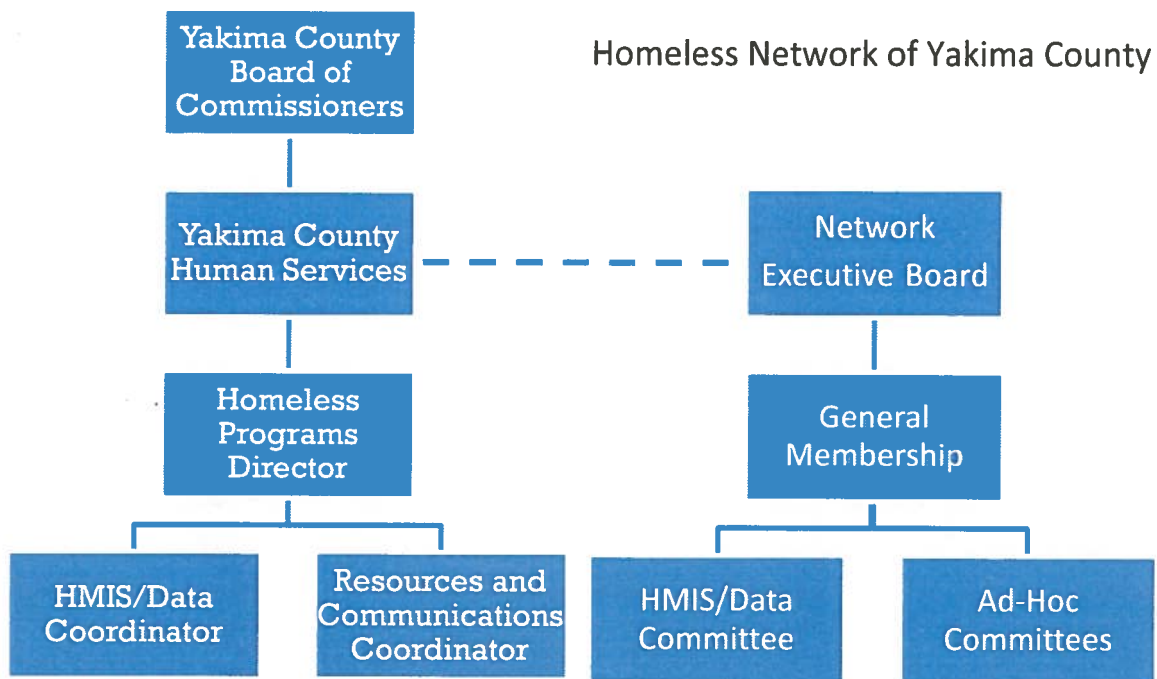 Homeless Network of Yakima County
Yakima County
Board of
Commissioners
Yakima County
Human Services
Network
Executive Board
Homeless
Programs
Director
General
Membership
HMIS/Data
Coordinator
Resources and
Communications
Coordinator
HMIS/Data
Committee
Ad-Hoc
Committees